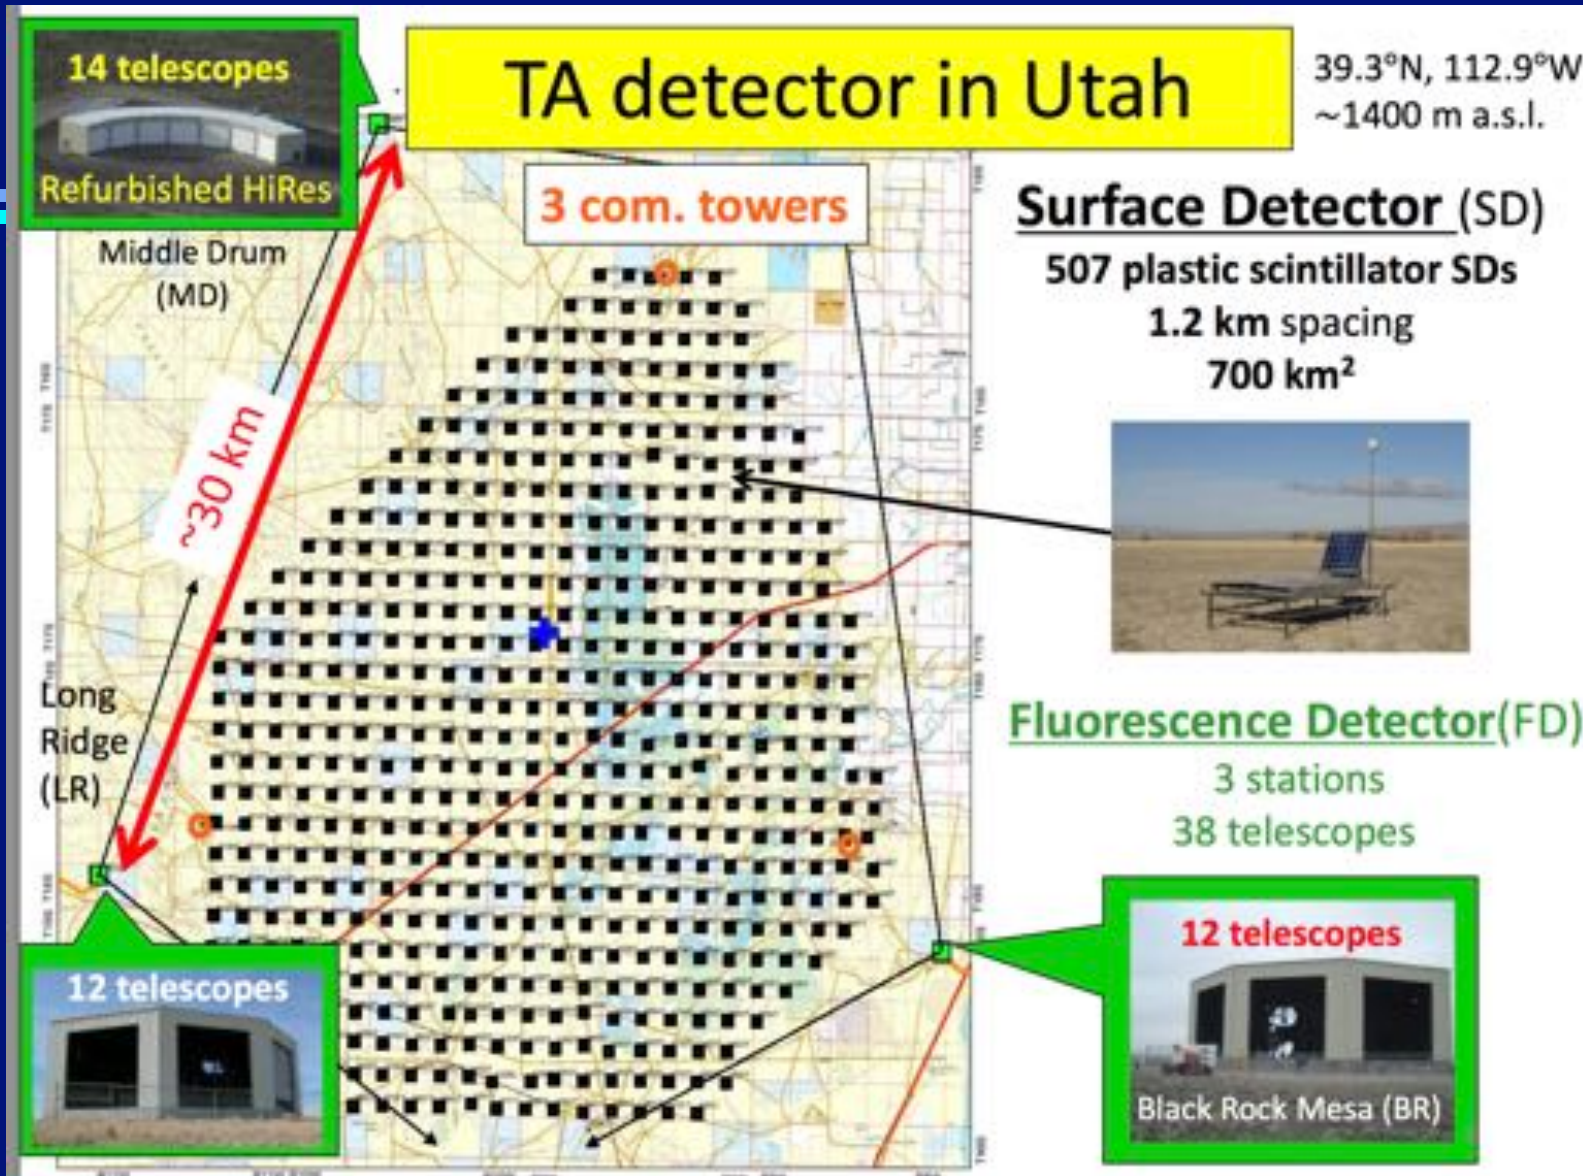 14 telescopes
Refurbished HiRes
TA detector in Utah
39.3°N, 112.9°W
~1400 m a.s.l.
3 com. towers
Middle Drum
(MD)
Surface Detector (SD)
507 plastic scintillator SDs
1.2 km spacing
700 km²
~30 km
Long
Ridge
(LR)
Fluorescence Detector(FD)
3 stations
38 telescopes
12 telescopes
12 telescopes
Black Rock Mesa (BR)